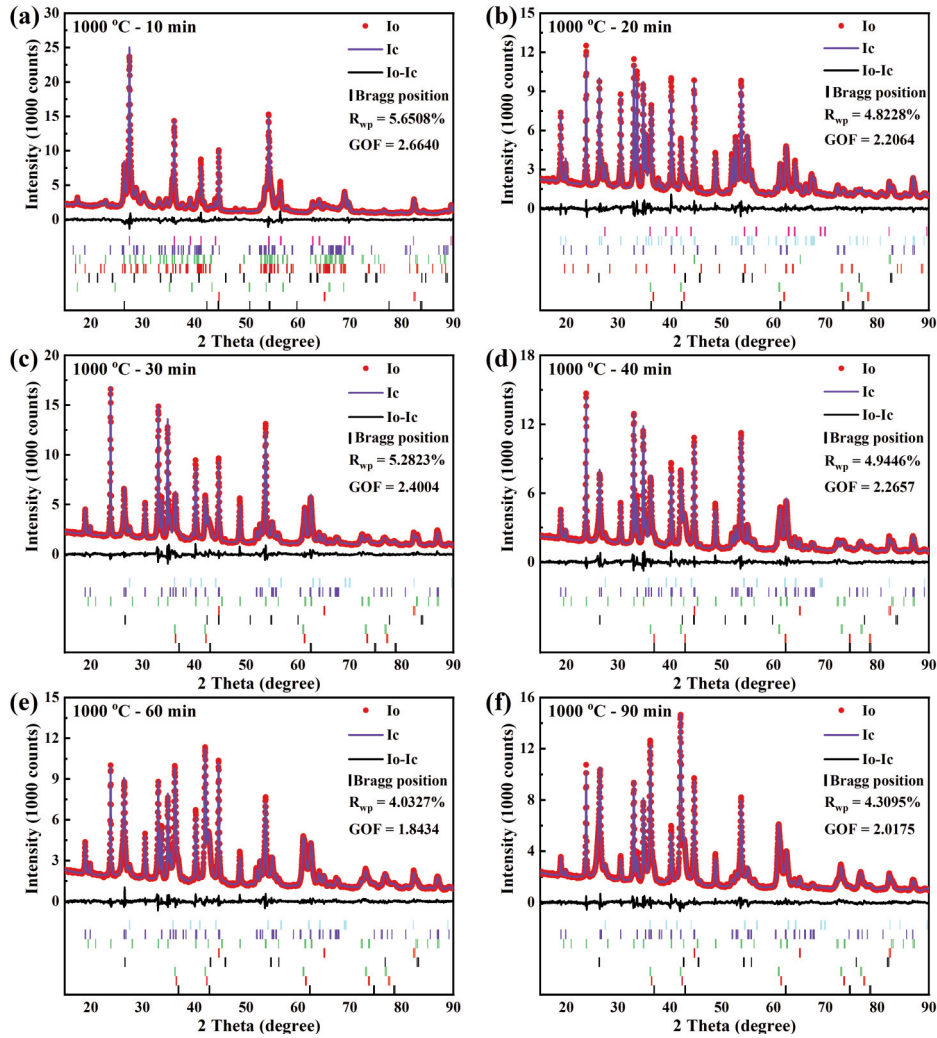 (a)
1000 °C - 10 min
Io
Ic
Io-Ic
Bragg position
Rwp = 5.6508%
GOF = 2.6640
Intensity (1000 counts)
30
25
20
15
10
5
0
20 30 40 50 60 70 80 90
2 Theta (degree)
(b)
1000 °C - 20 min
Io
Ic
Io-Ic
Bragg position
Rwp = 4.8228%
GOF = 2.2064
Intensity (1000 counts)
15
12
9
6
3
0
20 30 40 50 60 70 80 90
2 Theta (degree)
(c)
1000 °C - 30 min
Io
Ic
Io-Ic
Bragg position
Rwp = 5.2823%
GOF = 2.4004
Intensity (1000 counts)
20
15
10
5
0
20 30 40 50 60 70 80 90
2 Theta (degree)
(d)
1000 °C - 40 min
Io
Ic
Io-Ic
Bragg position
Rwp = 4.9446%
GOF = 2.2657
Intensity (1000 counts)
18
12
6
0
20 30 40 50 60 70 80 90
2 Theta (degree)
(e)
1000 °C - 60 min
Io
Ic
Io-Ic
Bragg position
Rwp = 4.0327%
GOF = 1.8434
Intensity (1000 counts)
15
12
9
6
3
0
20 30 40 50 60 70 80 90
2 Theta (degree)
(f)
1000 °C - 90 min
Io
Ic
Io-Ic
Bragg position
Rwp = 4.3095%
GOF = 2.0175
Intensity (1000 counts)
16
12
8
4
0
20 30 40 50 60 70 80 90
2 Theta (degree)